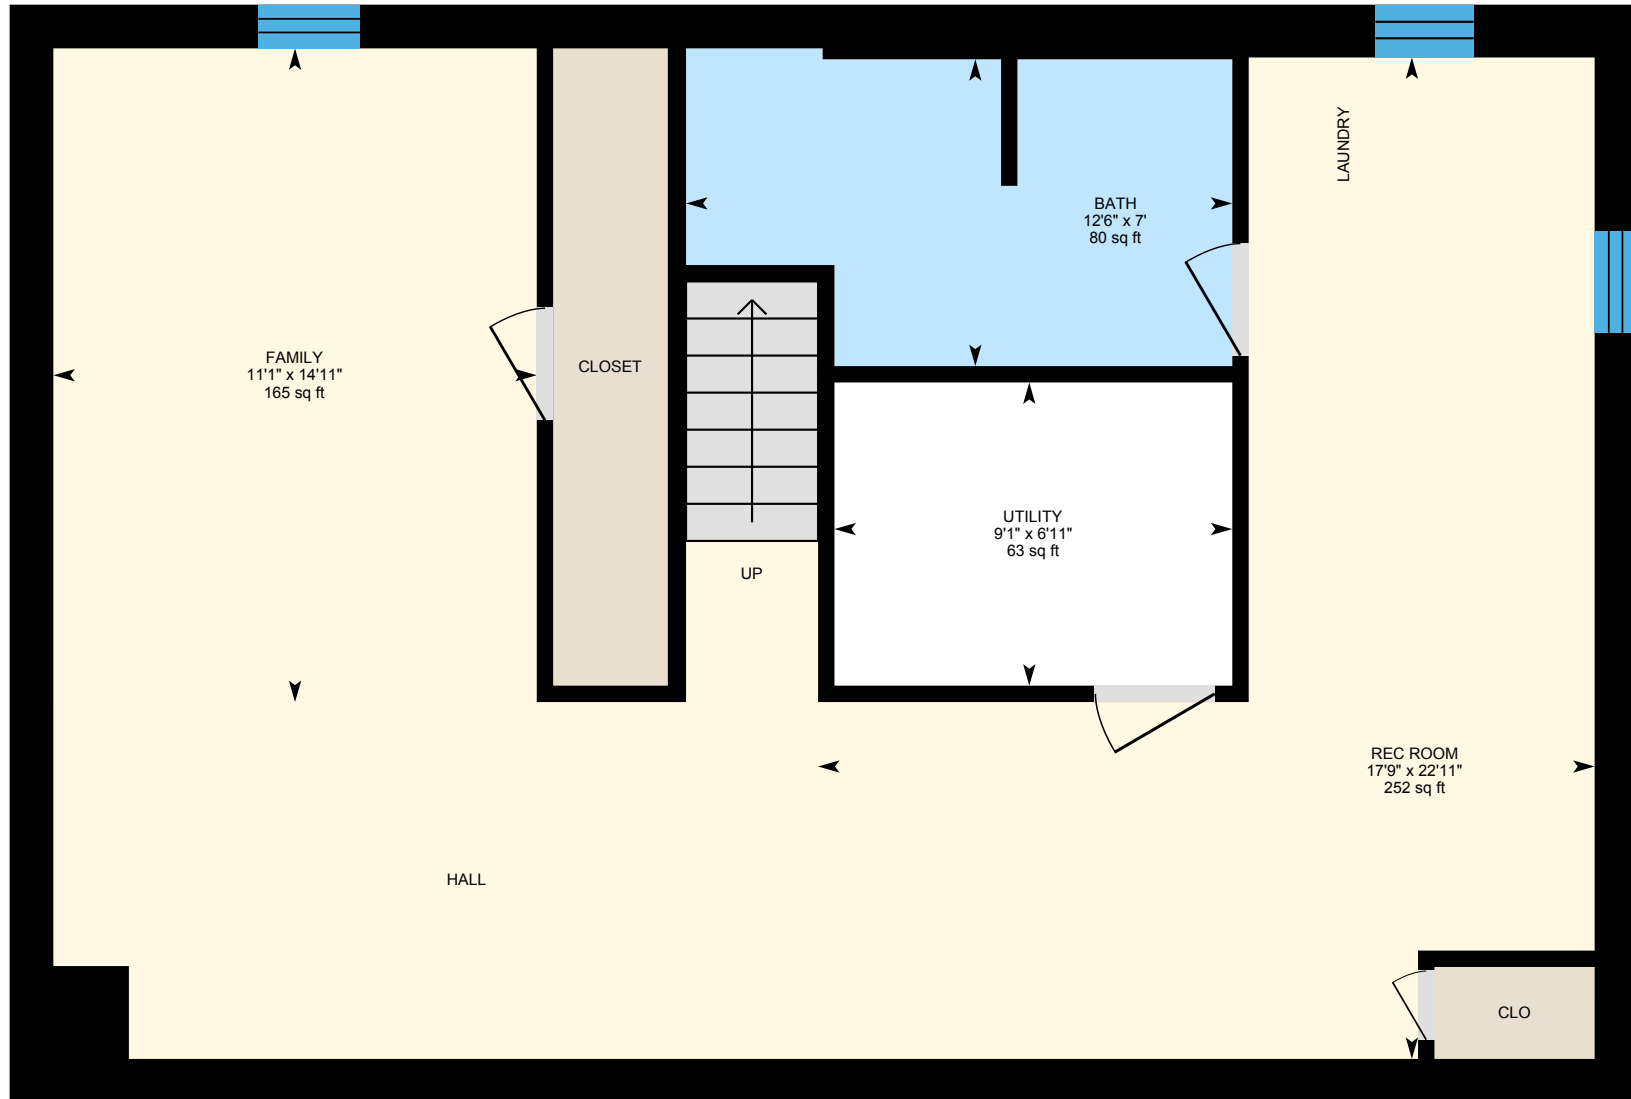 LAUNDRY
BATH
12'6" x 7'
80 sq ft
FAMILY
11'1" x 14'11"
165 sq ft
CLOSET
UTILITY
9'1" x 6'11"
63 sq ft
UP
REC ROOM
17'9" x 22'11"
252 sq ft
HALL
CLO